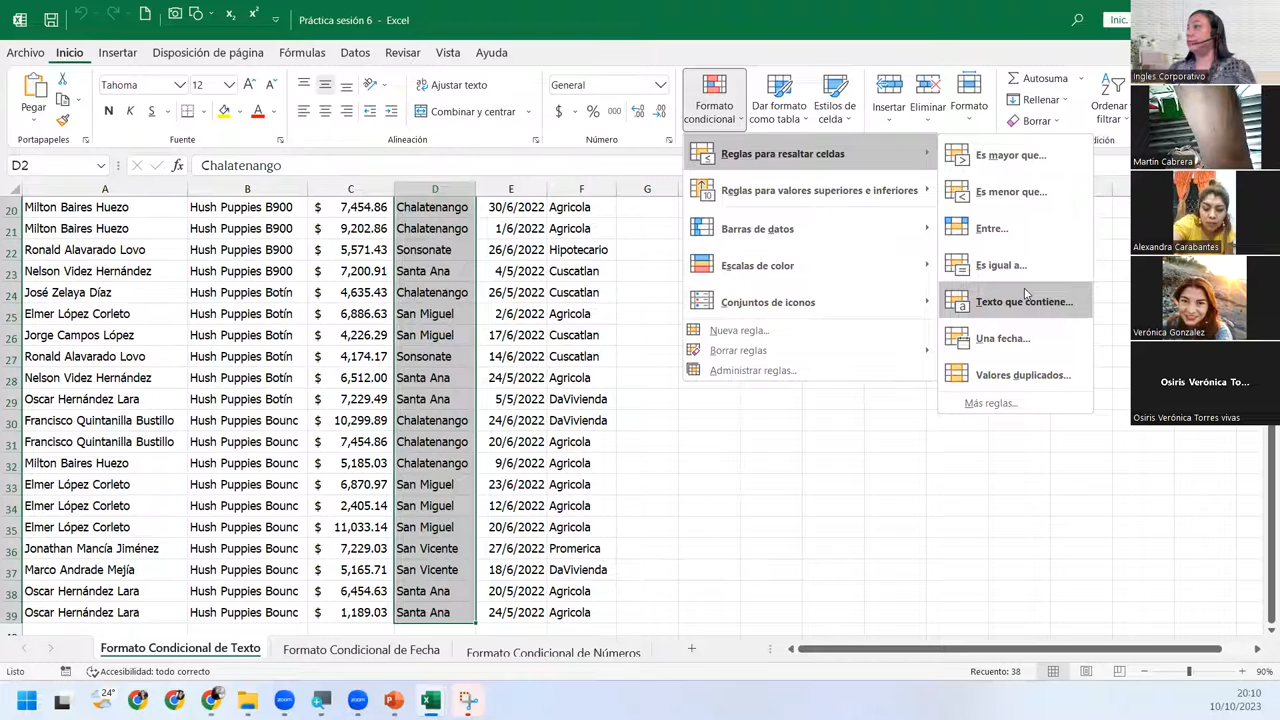 Práctica sesión 6 - Excel
Inic.
Archivo Inicio Insertar Disposición de página Fórmulas Datos Revisar Vista Ayuda
Pegar
Tahoma 12
N K S
Ajustar texto
Combinar y centrar
General
$ % 000
Formato condicional
Dar formato como tabla
Estilos de celda
Insertar
Eliminar
Formato
Autosuma
Rellenar
Borrar
Ordenar
filtrar
Portapapeles Fuente Alineación Número
D2 fx Chalatenango
A B C D E F G
20 Milton Baires Huezo Hush Puppies B900 $ 7,454.86 Chalatenango 30/6/2022 Agricola
21 Milton Baires Huezo Hush Puppies B900 $ 9,202.86 Chalatenango 1/6/2022 Agricola
22 Ronald Alavarado Lovo Hush Puppies B900 $ 5,571.43 Sonsonate 26/6/2022 Hipotecario
23 Nelson Videz Hernández Hush Puppies B900 $ 7,200.91 Santa Ana 4/5/2022 Cuscatlan
24 José Zelaya Díaz Hush Puppies Botín $ 4,635.43 Chalatenango 26/6/2022 Cuscatlan
25 Elmer López Corleto Hush Puppies Botín $ 6,889.63 San Miguel 2/6/2022 Cuscatlan
26 Jorge Campos López Hush Puppies Botín $ 4,226.29 San Miguel 7/6/2022 Cuscatlan
27 Ronald Alavarado Lovo Hush Puppies Botín $ 4,174.17 Sonsonate 14/6/2022 Cuscatlan
28 Nelson Videz Hernández Hush Puppies Botín $ 6,512.00 Santa Ana 4/5/2022 Cuscatlan
29 Oscar Hernández Lara Hush Puppies Botín $ 7,229.49 Santa Ana 5/5/2022 DaVivienda
30 Francisco Quintanilla Bustillo Hush Puppies Bounc $ 10,299.89 Chalatenango 24/6/2022 DaVivienda
31 Francisco Quintanilla Bustillo Hush Puppies Bounc $ 7,454.86 Chalatenango 20/6/2022 Agricola
32 Milton Baires Huezo Hush Puppies Bounc $ 5,185.03 Chalatenango 9/6/2022 Agricola
33 Elmer López Corleto Hush Puppies Bounc $ 6,870.97 San Miguel 23/6/2022 Agricola
34 Elmer López Corleto Hush Puppies Bounc $ 2,405.14 San Miguel 12/6/2022 Agricola
35 Elmer López Corleto Hush Puppies Bounc $ 11,033.14 San Miguel 20/6/2022 Agricola
36 Jonathan Mancía Jiménez Hush Puppies Bounc $ 7,229.03 San Vicente 27/6/2022 Promerica
37 Marco Andrade Mejía Hush Puppies Bounc $ 5,165.71 San Vicente 18/6/2022 DaVivienda
38 Oscar Hernández Lara Hush Puppies Bounc $ 6,454.63 Santa Ana 20/5/2022 Agricola
39 Oscar Hernández Lara Hush Puppies Bounc $ 1,189.03 Santa Ana 24/5/2022 Agricola
Reglas para resaltar celdas
Reglas para valores superiores e inferiores
Barras de datos
Escalas de color
Conjuntos de iconos
Nueva regla...
Borrar reglas
Administrar reglas...
Es mayor que...
Es menor que...
Entre...
Es igual a...
Texto que contiene...
Una fecha...
Valores duplicados...
Más reglas...
Ingles Corporativo
Martin Cabrera
Alexandra Carabantes
Verónica Gonzalez
Osiris Verónica To...
Osiris Verónica Torres vivas
Formato Condicional de Texto Formato Condicional de Fecha Formato Condicional de Números
Listo Accesibilidad: todo correcto Recuento: 38 90%
24°
20:10
10/10/2023